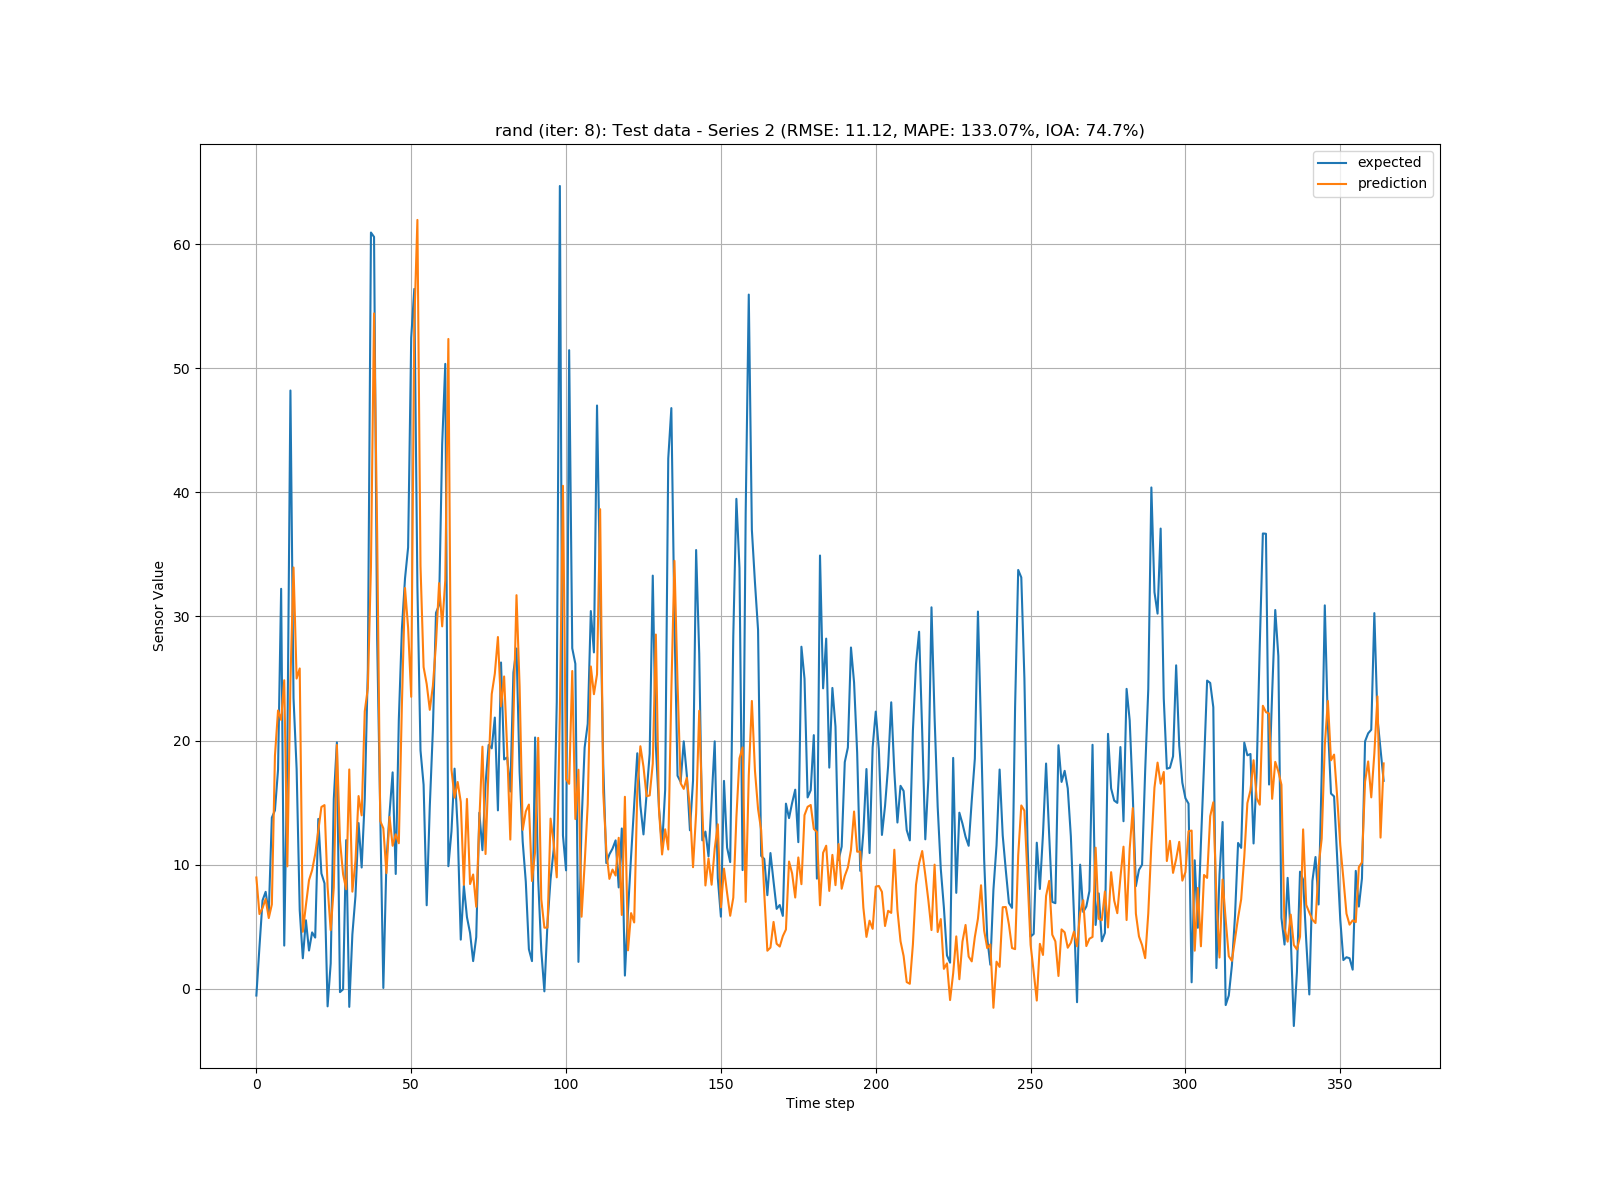 rand (iter: 8): Test data - Series 2 (RMSE: 11.12, MAPE: 133.07%, IOA: 74.7%)
expected
prediction
60
50
40
30
20
10
0
Sensor Value
0 50 100 150 200 250 300 350
Time step